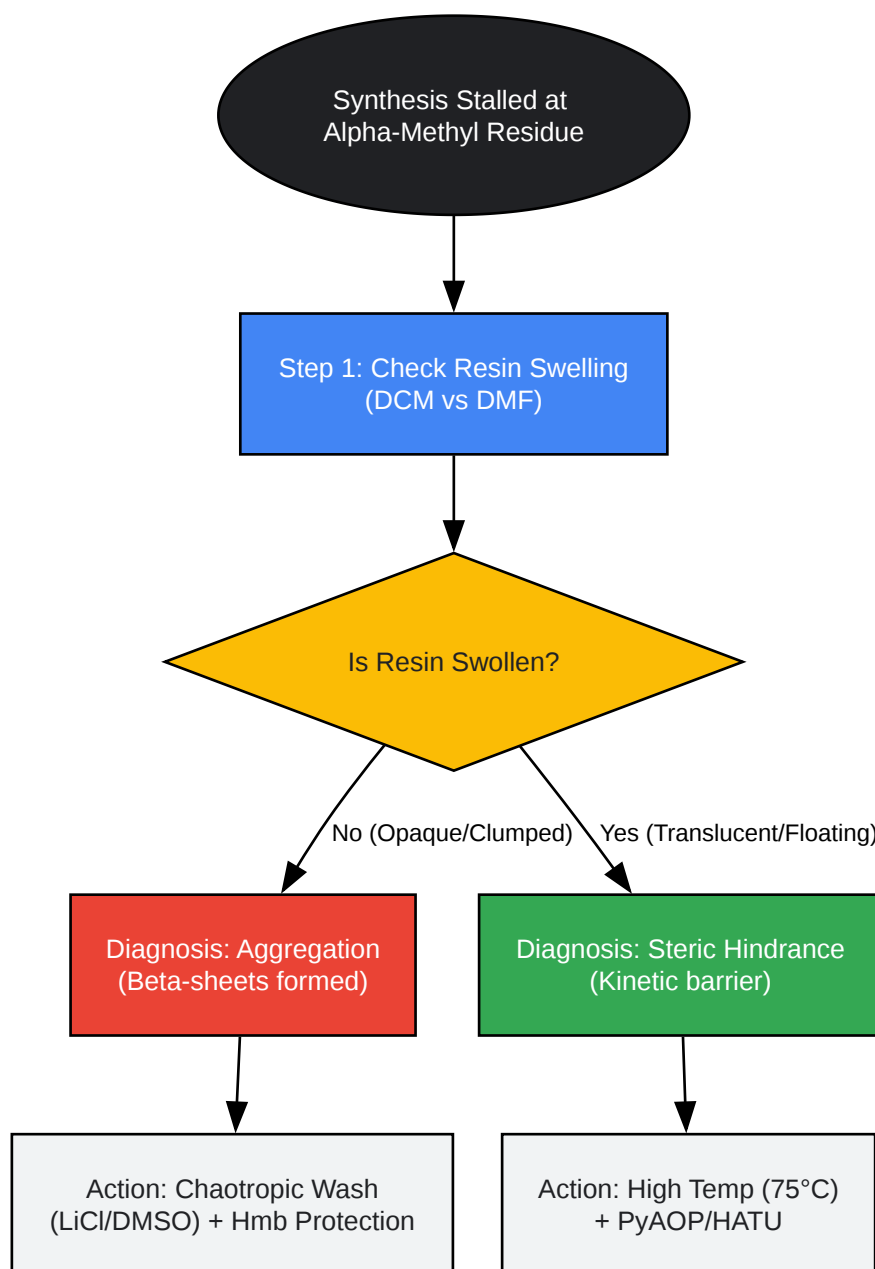 Synthesis Stalled at
Alpha-Methyl Residue
Step 1: Check Resin Swelling
(DCM vs DMF)
Is Resin Swollen?
No (Opaque/Clumped)
Yes (Translucent/Floating)
Diagnosis: Aggregation
(Beta-sheets formed)
Diagnosis: Steric Hindrance
(Kinetic barrier)
Action: Chaotropic Wash
(LiCl/DMSO) + Hmb Protection
Action: High Temp (75°C)
+ PyAOP/HATU